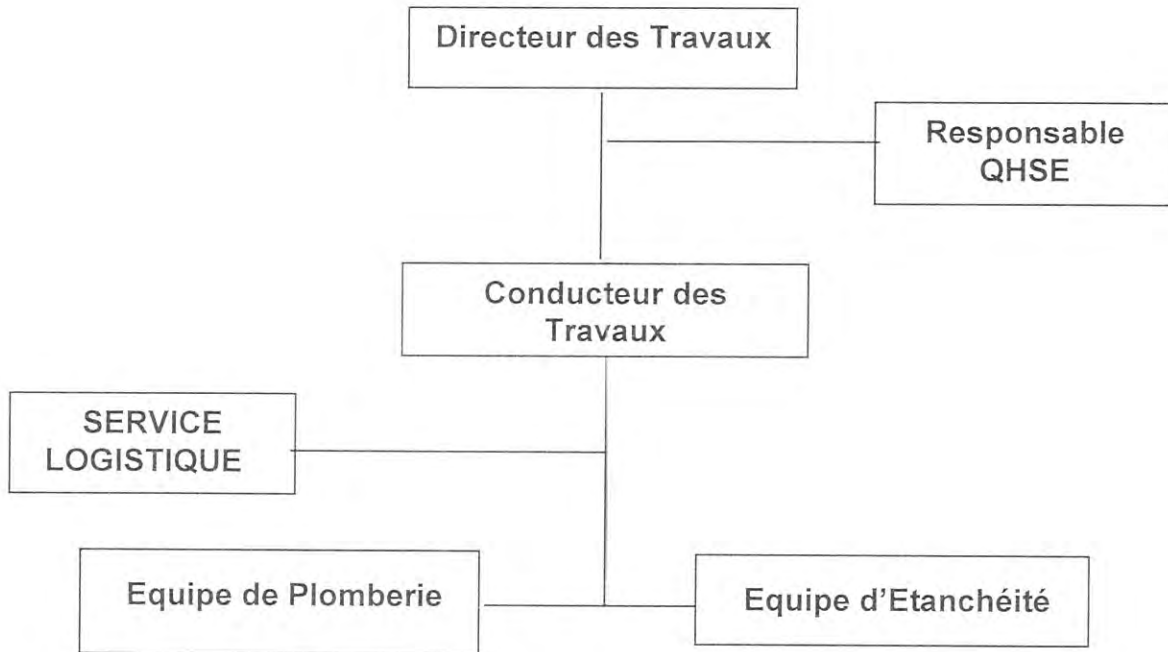 Directeur des Travaux
Responsable
QHSE
Conducteur des
Travaux
SERVICE
LOGISTIQUE
Equipe de Plomberie
Equipe d'Etanchéité